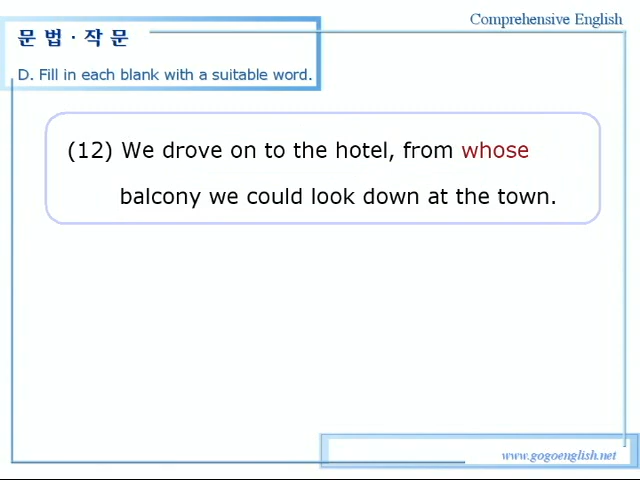 Comprehensive English
문 법 · 작 문
D. Fill in each blank with a suitable word.
(12) We drove on to the hotel, from whose
balcony we could look down at the town.
www.gogoenglish.net